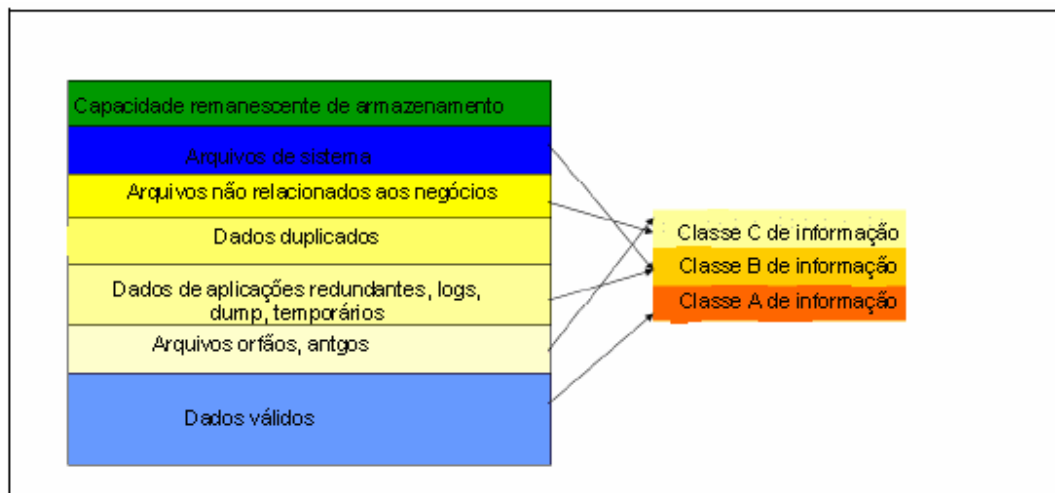 Capacidade remanescente de armazenamento
Arquivos de sistema
Arquivos não relacionados aos negócios
Dados duplicados
Dados de aplicações redundantes, logs,
dump, temporários
Arquivos orfãos, antgos
Dados válidos
Classe C de informação
Classe B de informação
Classe A de informação